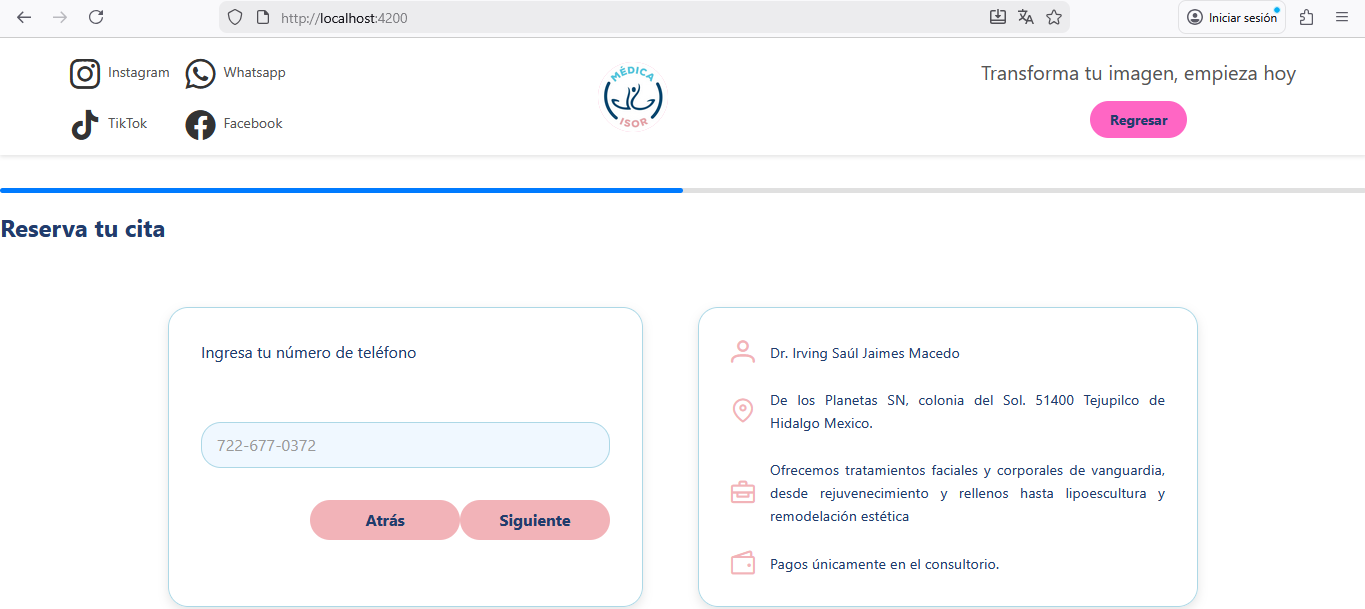 http://localhost:4200
Iniciar sesión
Instagram
Whatsapp
TikTok
Facebook
MÉDICA
ISOR
Transforma tu imagen, empieza hoy
Regresar
Reserva tu cita
Ingresa tu número de teléfono
722-677-0372
Atrás
Siguiente
Dr. Irving Saúl Jaimes Macedo
De los Planetas SN, colonia del Sol. 51400 Tejupilco de
Hidalgo Mexico.
Ofrecemos tratamientos faciales y corporales de vanguardia,
desde rejuvenecimiento y rellenos hasta lipoescultura y
remodelación estética
Pagos únicamente en el consultorio.